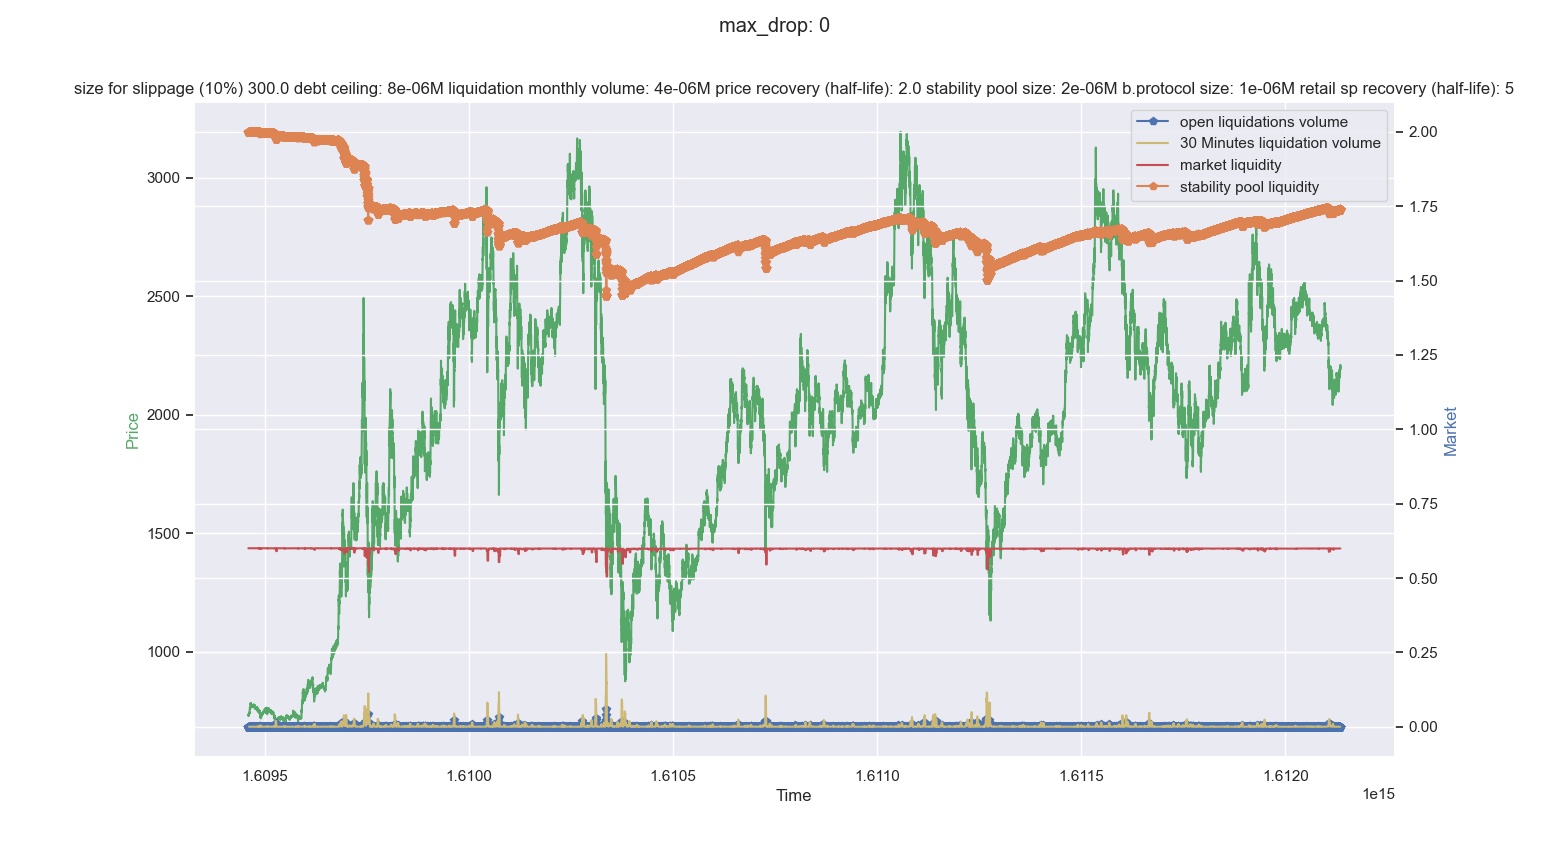 max_drop: 0
size for slippage (10%) 300.0 debt ceiling: 8e-06M liquidation monthly volume: 4e-06M price recovery (half-life): 2.0 stability pool size: 2e-06M b.protocol size: 1e-06M retail sp recovery (half-life): 5
open liquidations volume
30 Minutes liquidation volume
market liquidity
stability pool liquidity
3000
2500
2000
1500
1000
Price
2.00
1.75
1.50
1.25
1.00
0.75
0.50
0.25
0.00
Market
1.6095 1.6100 1.6105 1.6110 1.6115 1.6120
Time
1e15